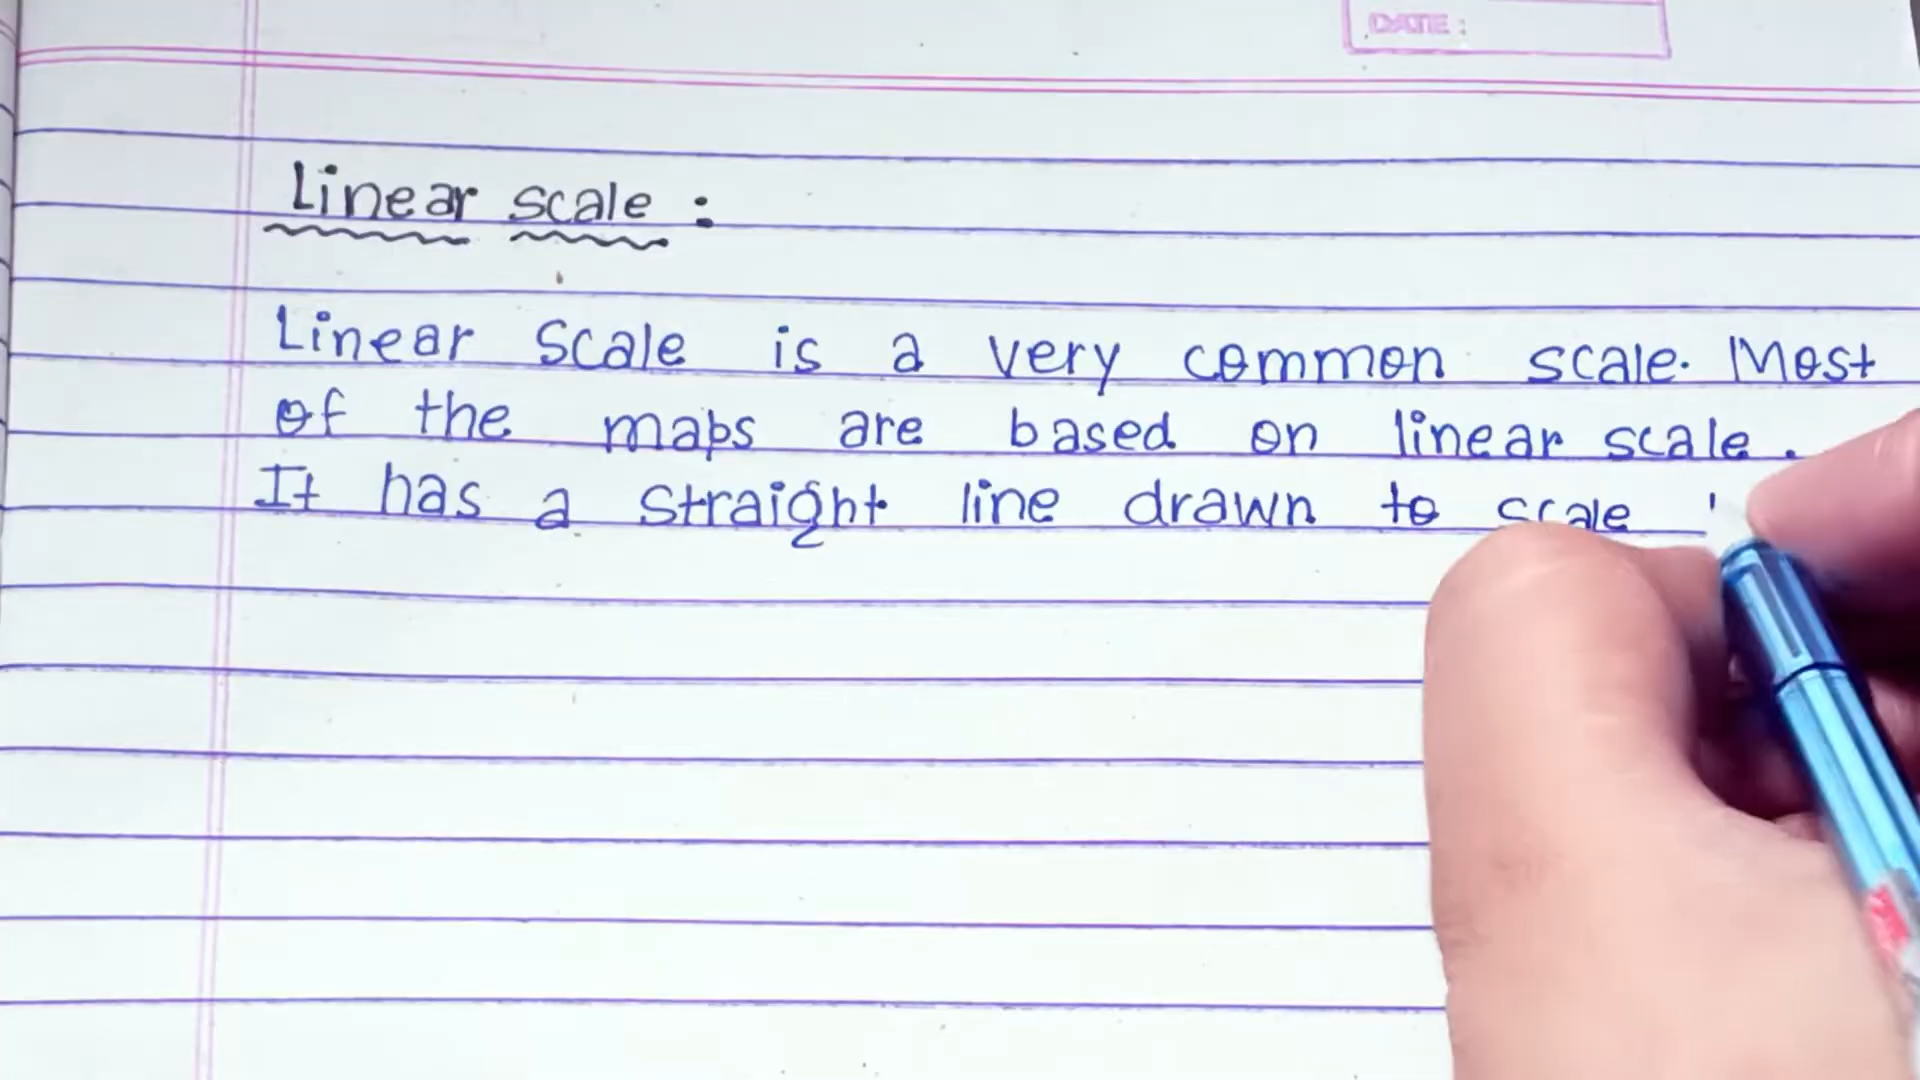 DATE :
Linear scale :
Linear Scale is a very common scale. Most
of the maps are based on linear scale.
It has a straight line drawn to scale